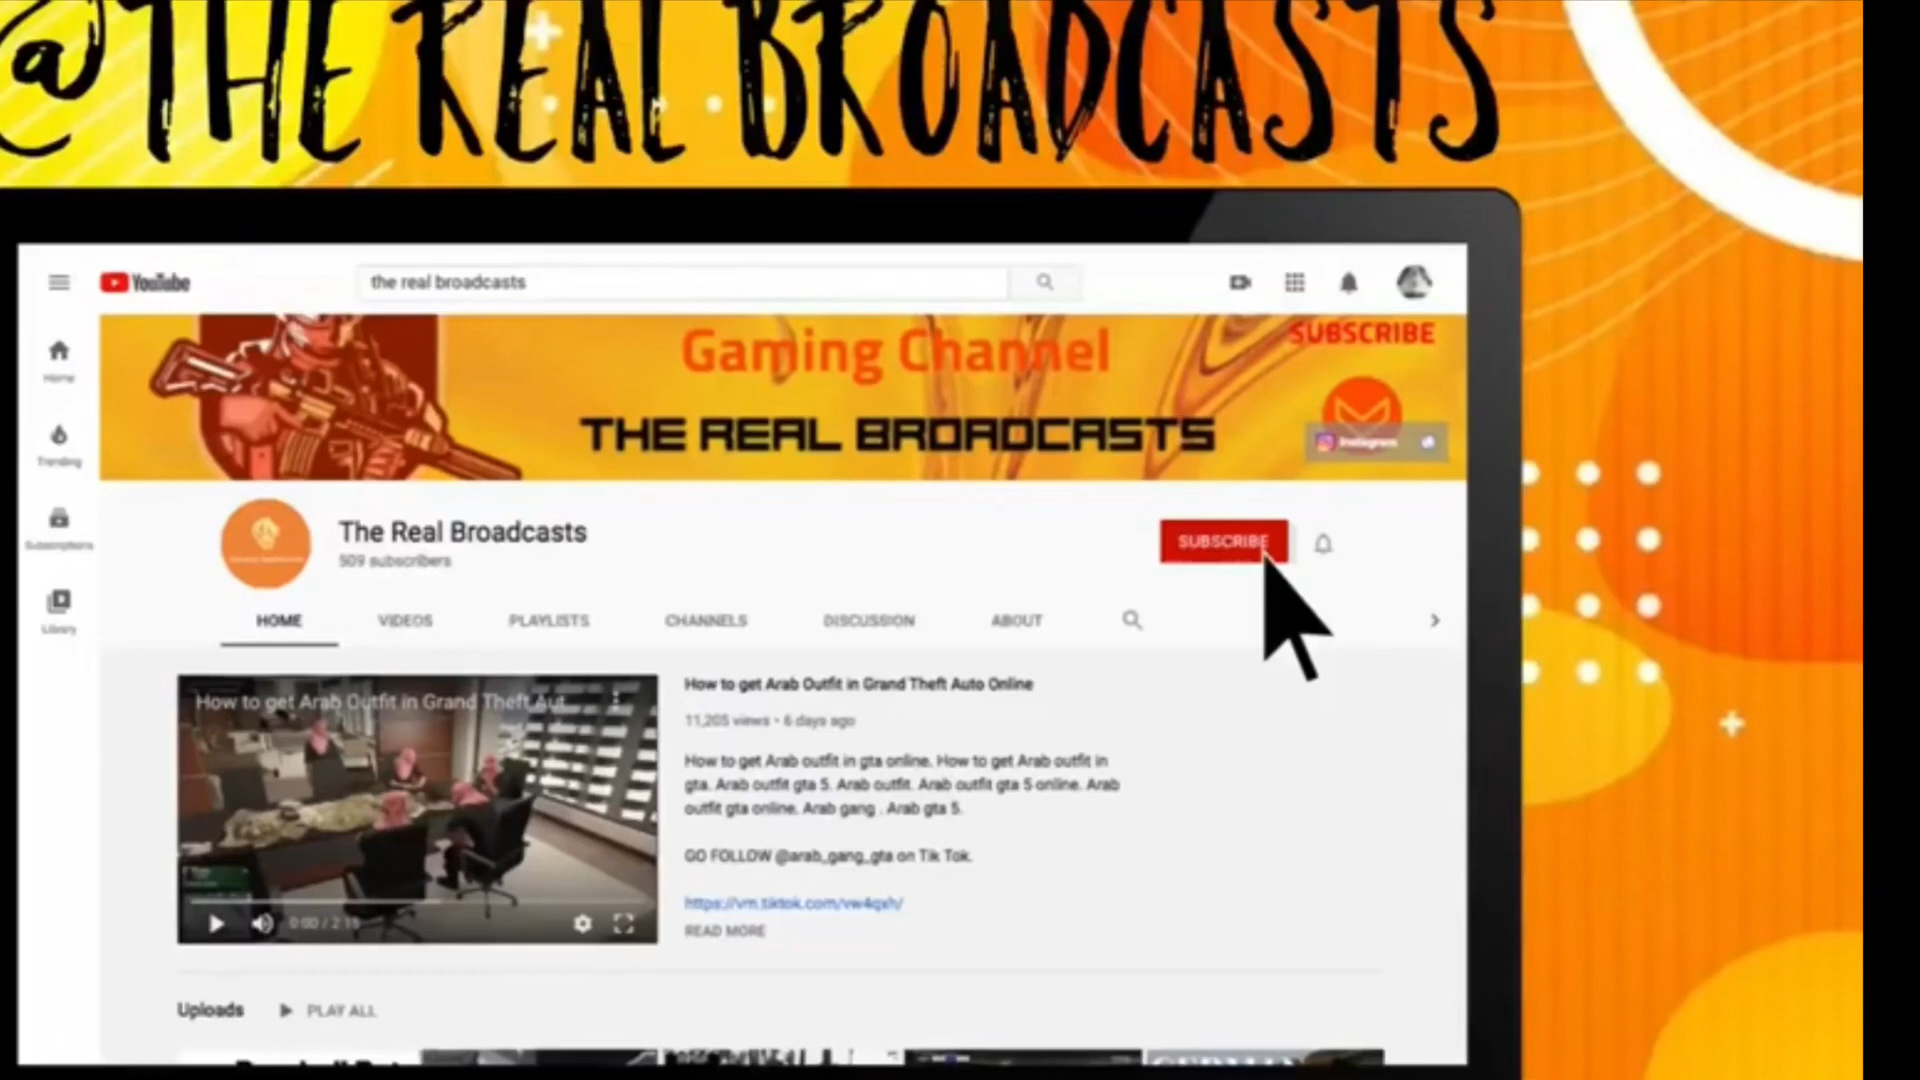 @THE REAL BROADCASTS
YouTube
the real broadcasts
Gaming Channel
SUBSCRIBE
THE REAL BROADCASTS
Instagram
Home
Trending
Subscriptions
Library
The Real Broadcasts
509 subscribers
SUBSCRIBE
HOME
VIDEOS
PLAYLISTS
CHANNELS
DISCUSSION
ABOUT
How to get Arab Outfit in Grand Theft Aut
0:00 / 2:15
How to get Arab Outfit in Grand Theft Auto Online
11,205 views • 6 days ago
How to get Arab outfit in gta online. How to get Arab outfit in
gta. Arab outfit gta 5. Arab outfit. Arab outfit gta 5 online. Arab
outfit gta online. Arab gang . Arab gta 5.
GO FOLLOW @arab_gang_gta on Tik Tok.
https://vm.tiktok.com/vw4qxh/
READ MORE
Uploads
PLAY ALL